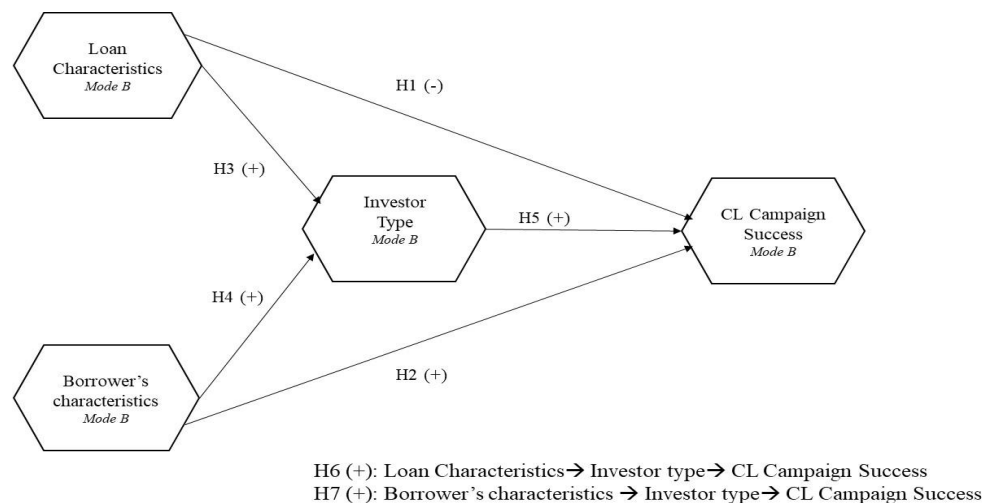 Loan
Characteristics
Mode B
H1 (-)
H3 (+)
Investor
Type
Mode B
H5 (+)
CL Campaign
Success
Mode B
H4 (+)
Borrower’s
characteristics
Mode B
H2 (+)
H6 (+): Loan Characteristics→ Investor type→ CL Campaign Success
H7 (+): Borrower’s characteristics → Investor type→ CL Campaign Success